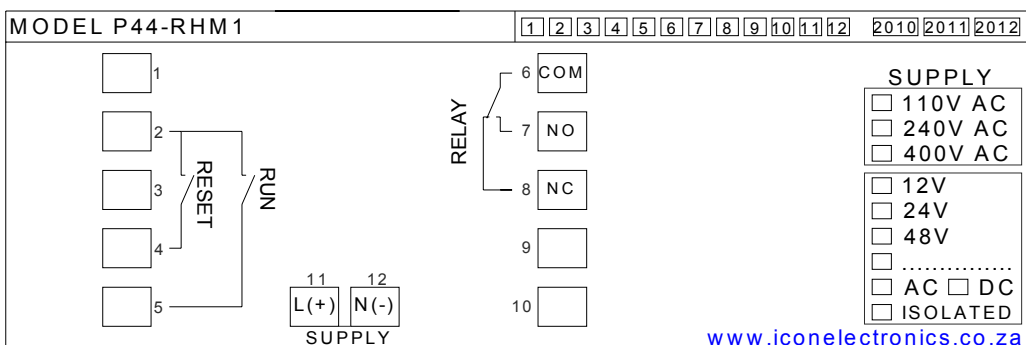 MODEL P44-RHM1
1 2 3 4 5 6 7 8 9 10 11 12 2010 2011 2012
1
2
3
4
5
RESET
RUN
RELAY
6 COM
7 NO
8 NC
9
10
11 12
L(+) N(-)
SUPPLY
SUPPLY
110V AC
240V AC
400V AC
12V
24V
48V
...............
AC DC
ISOLATED
www.iconelectronics.co.za